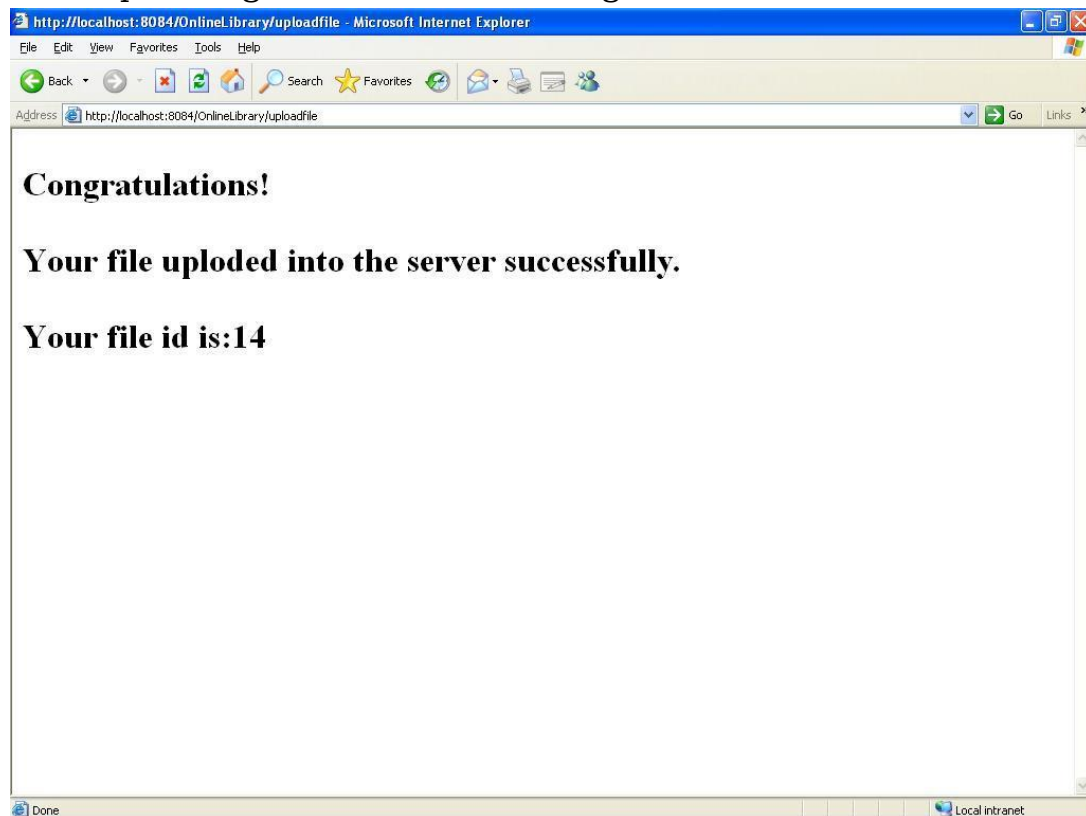 http://localhost:8084/OnlineLibrary/uploadfile - Microsoft Internet Explorer
File Edit View Favorites Tools Help
Back Search Favorites
Address http://localhost:8084/OnlineLibrary/uploadfile Go Links »
Congratulations!
Your file uploded into the server successfully.
Your file id is:14
Done Local intranet